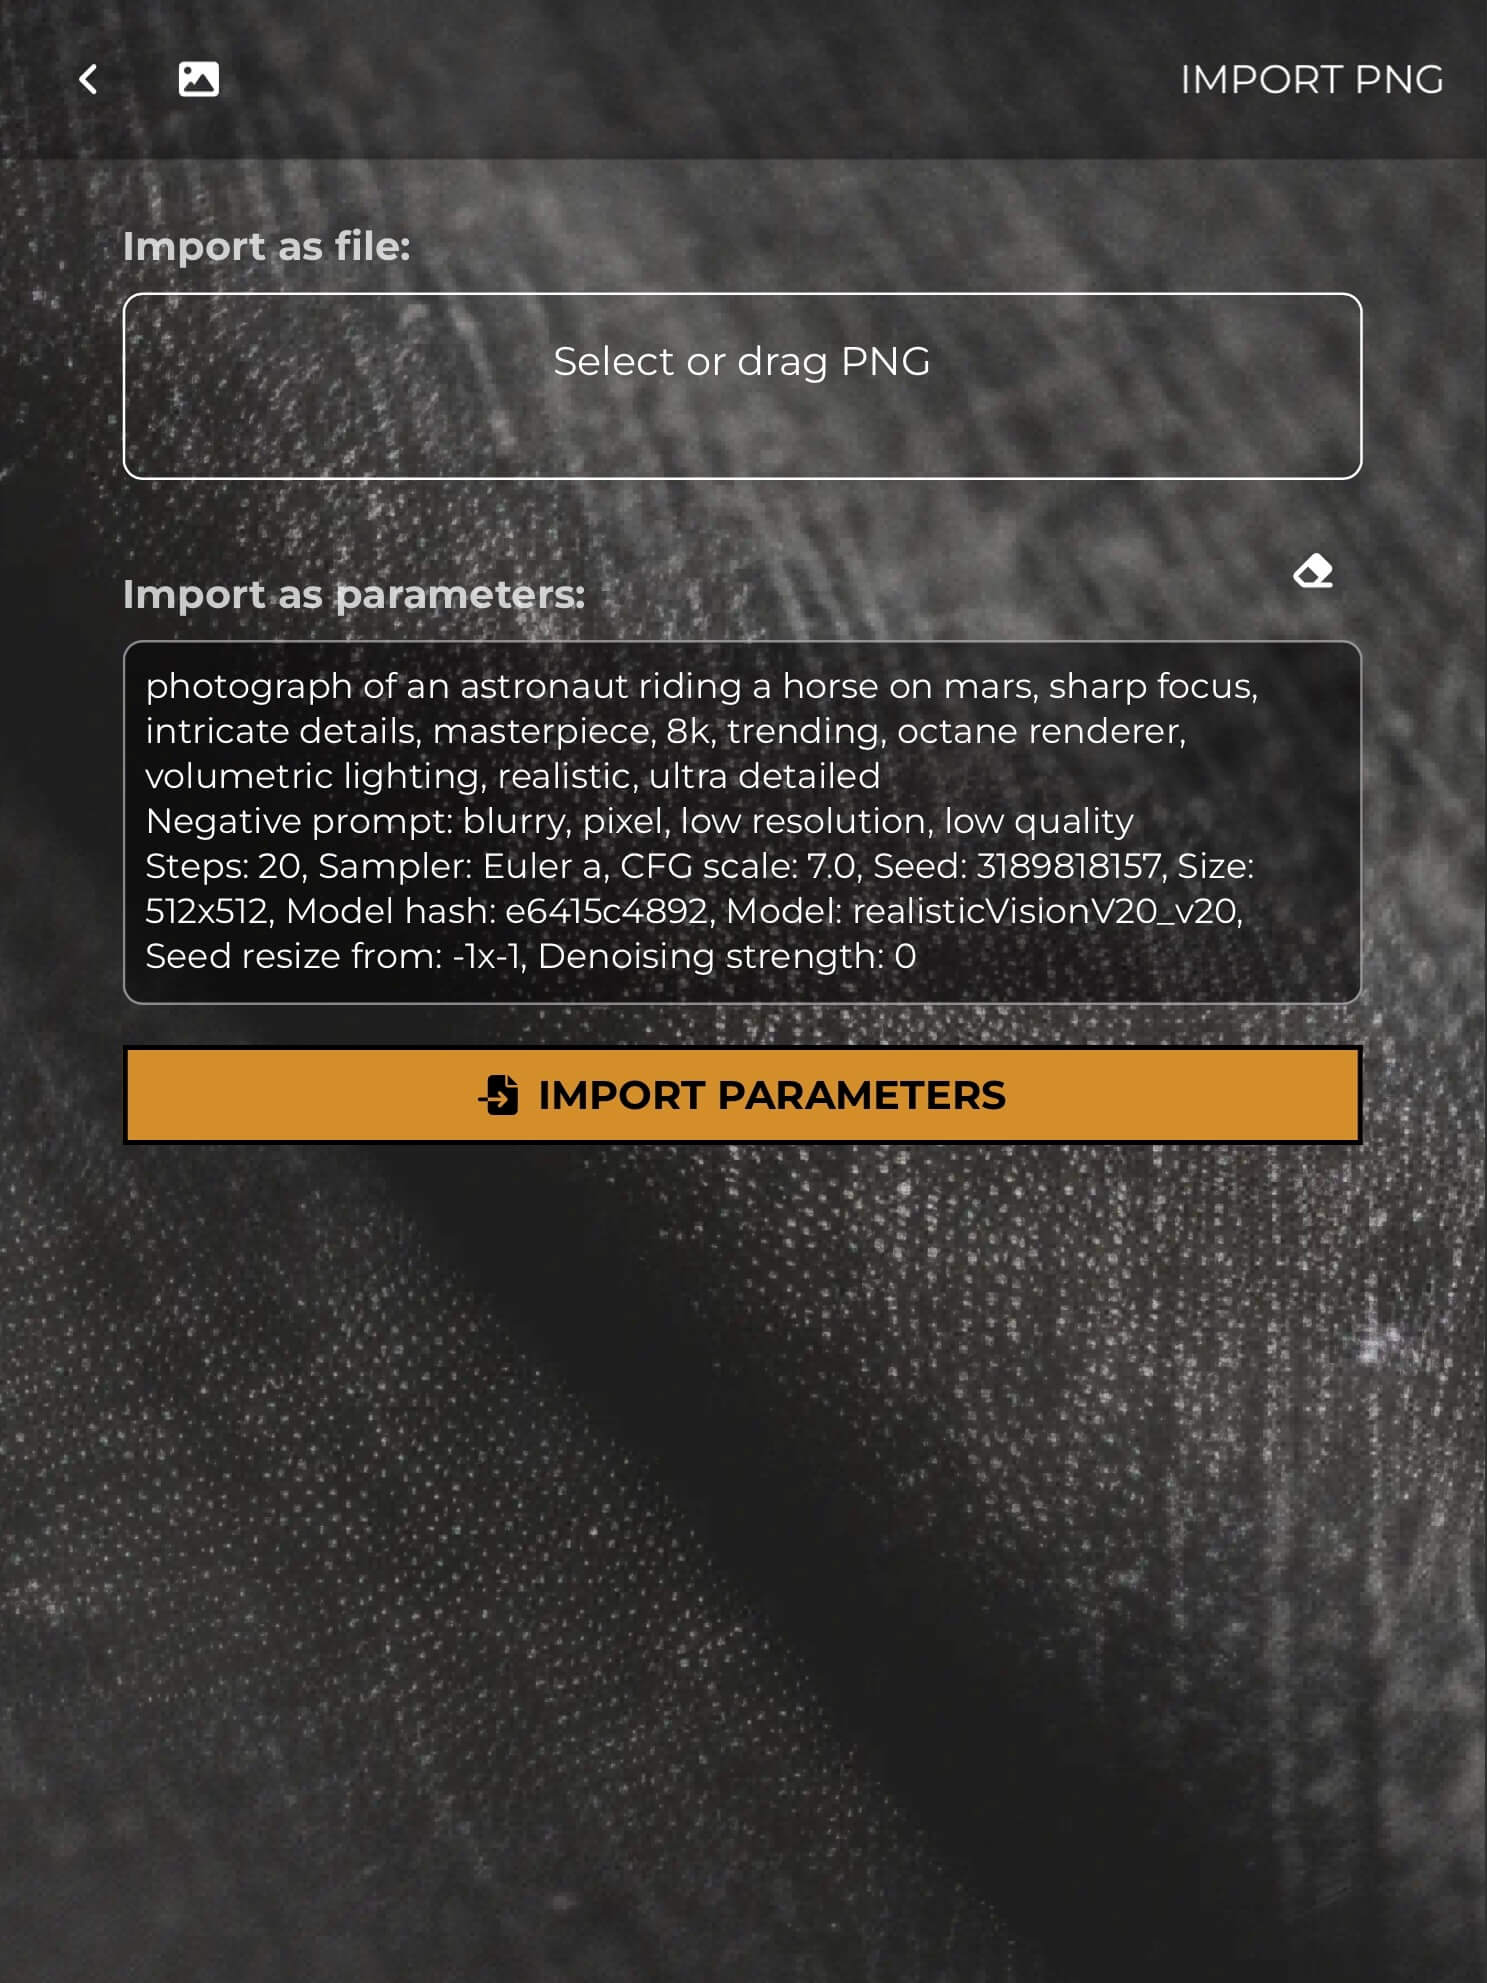 IMPORT PNG
Import as file:
Select or drag PNG
Import as parameters:
photograph of an astronaut riding a horse on mars, sharp focus,
intricate details, masterpiece, 8k, trending, octane renderer,
volumetric lighting, realistic, ultra detailed
Negative prompt: blurry, pixel, low resolution, low quality
Steps: 20, Sampler: Euler a, CFG scale: 7.0, Seed: 3189818157, Size:
512x512, Model hash: e6415c4892, Model: realisticVisionV20_v20,
Seed resize from: -1x-1, Denoising strength: 0
IMPORT PARAMETERS